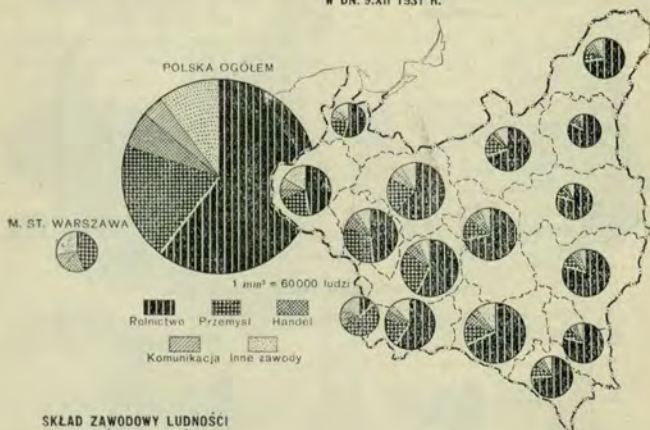 W DN. 9.XII 1931 R.
POLSKA OGÓŁEM
M. ST. WARSZAWA
1 mm² = 60000 ludzi
Rolnictwo Przemysł Handel
Komunikacja Inne zawody
SKŁAD ZAWODOWY LUDNOŚCI